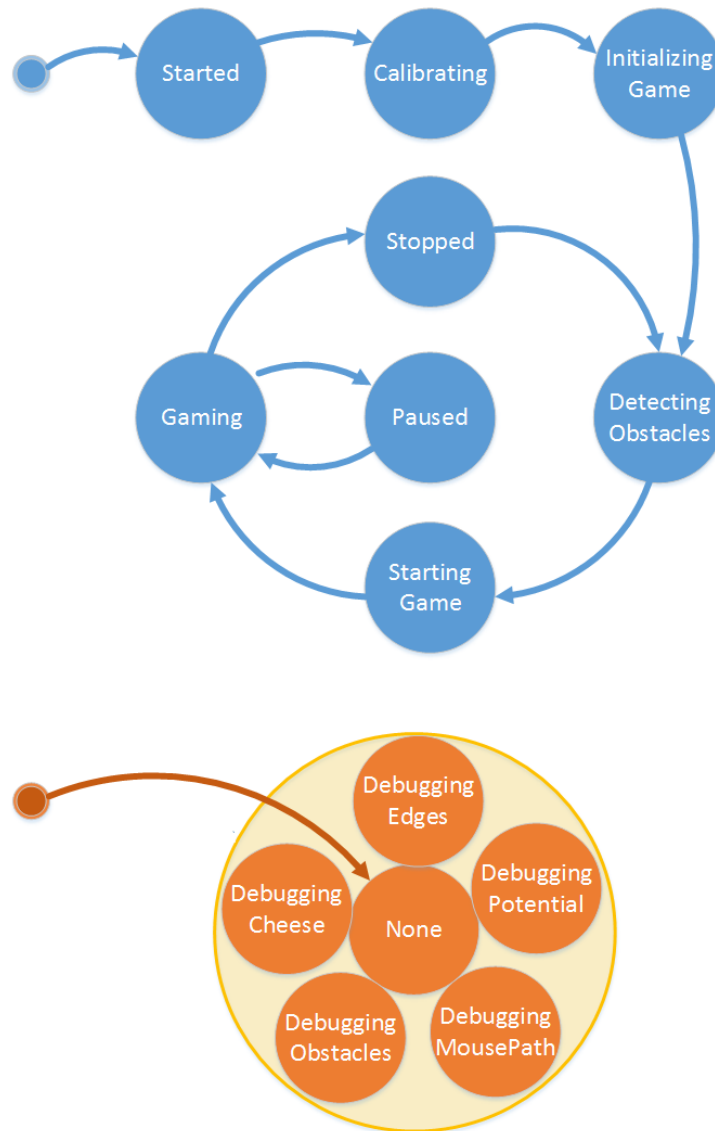 Started
Calibrating
Initializing
Game
Stopped
Gaming
Paused
Detecting
Obstacles
Starting
Game
Debugging
Edges
Debugging
Potential
Debugging
Cheese
None
Debugging
Obstacles
Debugging
MousePath